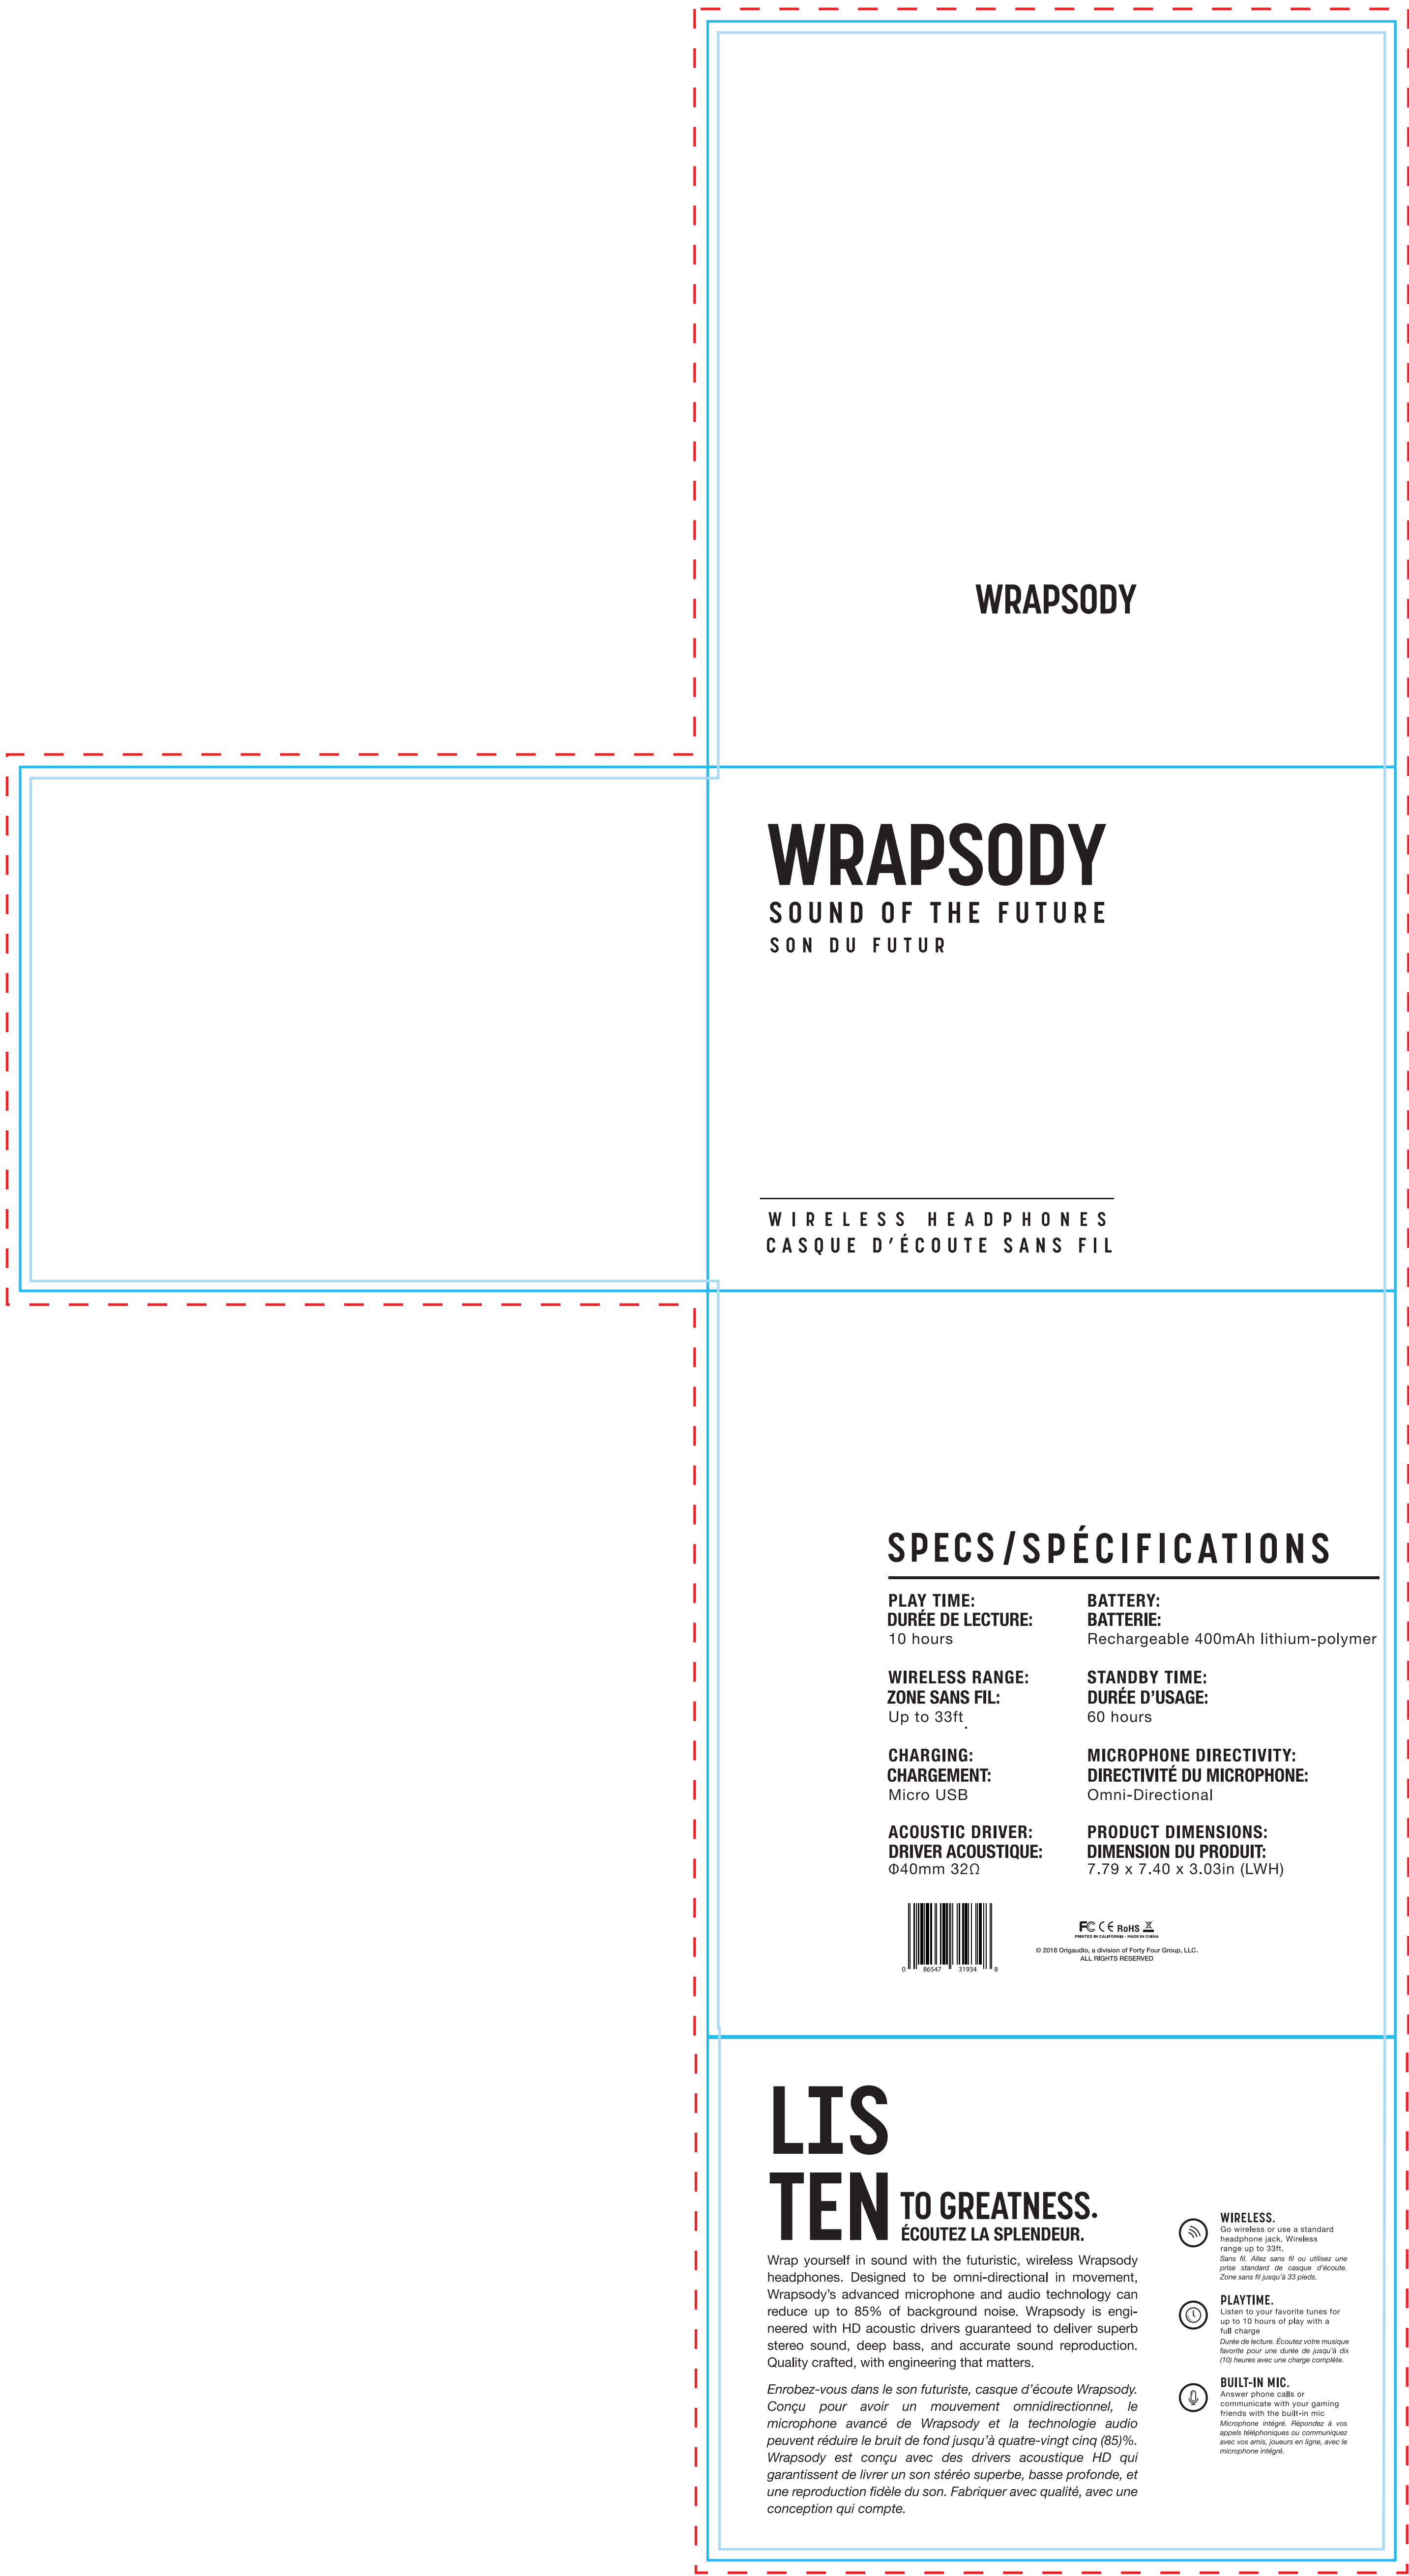 WRAPSODY
WRAPSODY
SOUND OF THE FUTURE
SON DU FUTUR
WIRELESS HEADPHONES
CASQUE D'ÉCOUTE SANS FIL
SPECS/SPÉCIFICATIONS
PLAY TIME:
DURÉE DE LECTURE:
10 hours
BATTERY:
BATTERIE:
Rechargeable 400mAh lithium-polymer
WIRELESS RANGE:
ZONE SANS FIL:
Up to 33ft.
STANDBY TIME:
DURÉE D'USAGE:
60 hours
CHARGING:
CHARGEMENT:
Micro USB
MICROPHONE DIRECTIVITY:
DIRECTIVITÉ DU MICROPHONE:
Omni-Directional
ACOUSTIC DRIVER:
DRIVER ACOUSTIQUE:
Φ40mm 32Ω
PRODUCT DIMENSIONS:
DIMENSION DU PRODUIT:
7.79 x 7.40 x 3.03in (LWH)
0 86547 31934 8
FC CE RoHS
PRINTED IN CALIFORNIA - MADE IN CHINA
© 2018 Origaudio, a division of Forty Four Group, LLC.
ALL RIGHTS RESERVED
LIS
TEN TO GREATNESS.
ÉCOUTEZ LA SPLENDEUR.
Wrap yourself in sound with the futuristic, wireless Wrapsody
headphones. Designed to be omni-directional in movement,
Wrapsody's advanced microphone and audio technology can
reduce up to 85% of background noise. Wrapsody is engi-
neered with HD acoustic drivers guaranteed to deliver superb
stereo sound, deep bass, and accurate sound reproduction.
Quality crafted, with engineering that matters.
Enrobez-vous dans le son futuriste, casque d'écoute Wrapsody.
Conçu pour avoir un mouvement omnidirectionnel, le
microphone avancé de Wrapsody et la technologie audio
peuvent réduire le bruit de fond jusqu'à quatre-vingt cinq (85)%.
Wrapsody est conçu avec des drivers acoustique HD qui
garantissent de livrer un son stéréo superbe, basse profonde, et
une reproduction fidèle du son. Fabriquer avec qualité, avec une
conception qui compte.
WIRELESS.
Go wireless or use a standard
headphone jack. Wireless
range up to 33ft.
Sans fil. Allez sans fil ou utilisez une
prise standard de casque d'écoute.
Zone sans fil jusqu'à 33 pieds.
PLAYTIME.
Listen to your favorite tunes for
up to 10 hours of play with a
full charge
Durée de lecture. Écoutez votre musique
favorite pour une durée de jusqu'à dix
(10) heures avec une charge complète.
BUILT-IN MIC.
Answer phone calls or
communicate with your gaming
friends with the built-in mic
Microphone intégré. Répondez à vos
appels téléphoniques ou communiquez
avec vos amis, joueurs en ligne, avec le
microphone intégré.